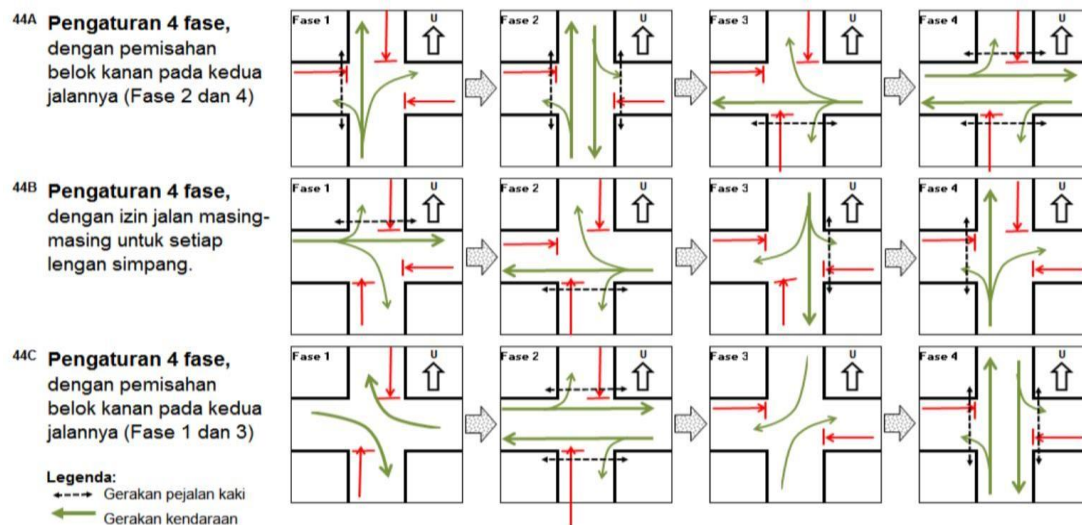 44A Pengaturan 4 fase,
dengan pemisahan
belok kanan pada kedua
jalannya (Fase 2 dan 4)
Fase 1
U
Fase 2
U
Fase 3
U
Fase 4
U
44B Pengaturan 4 fase,
dengan izin jalan masing-
masing untuk setiap
lengan simpang.
Fase 1
U
Fase 2
U
Fase 3
U
Fase 4
U
44C Pengaturan 4 fase,
dengan pemisahan
belok kanan pada kedua
jalannya (Fase 1 dan 3)
Fase 1
U
Fase 2
U
Fase 3
U
Fase 4
U
Legenda:
Gerakan pejalan kaki
Gerakan kendaraan